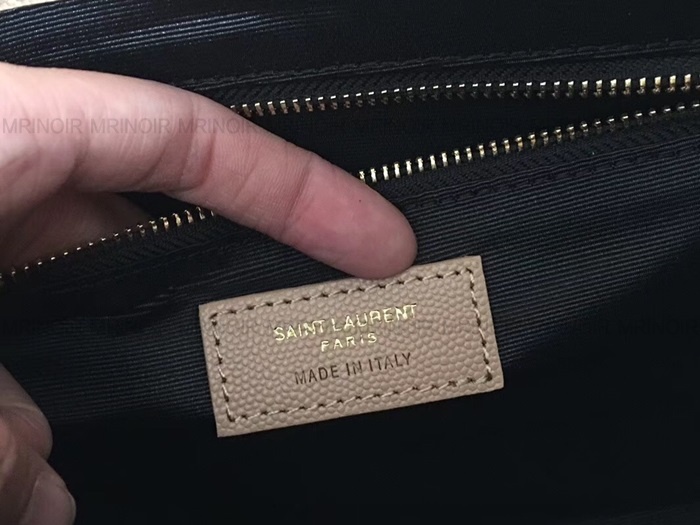 MRINOIR MRINOIR MRINOIR
SAINT LAURENT
PARIS
MADE IN ITALY